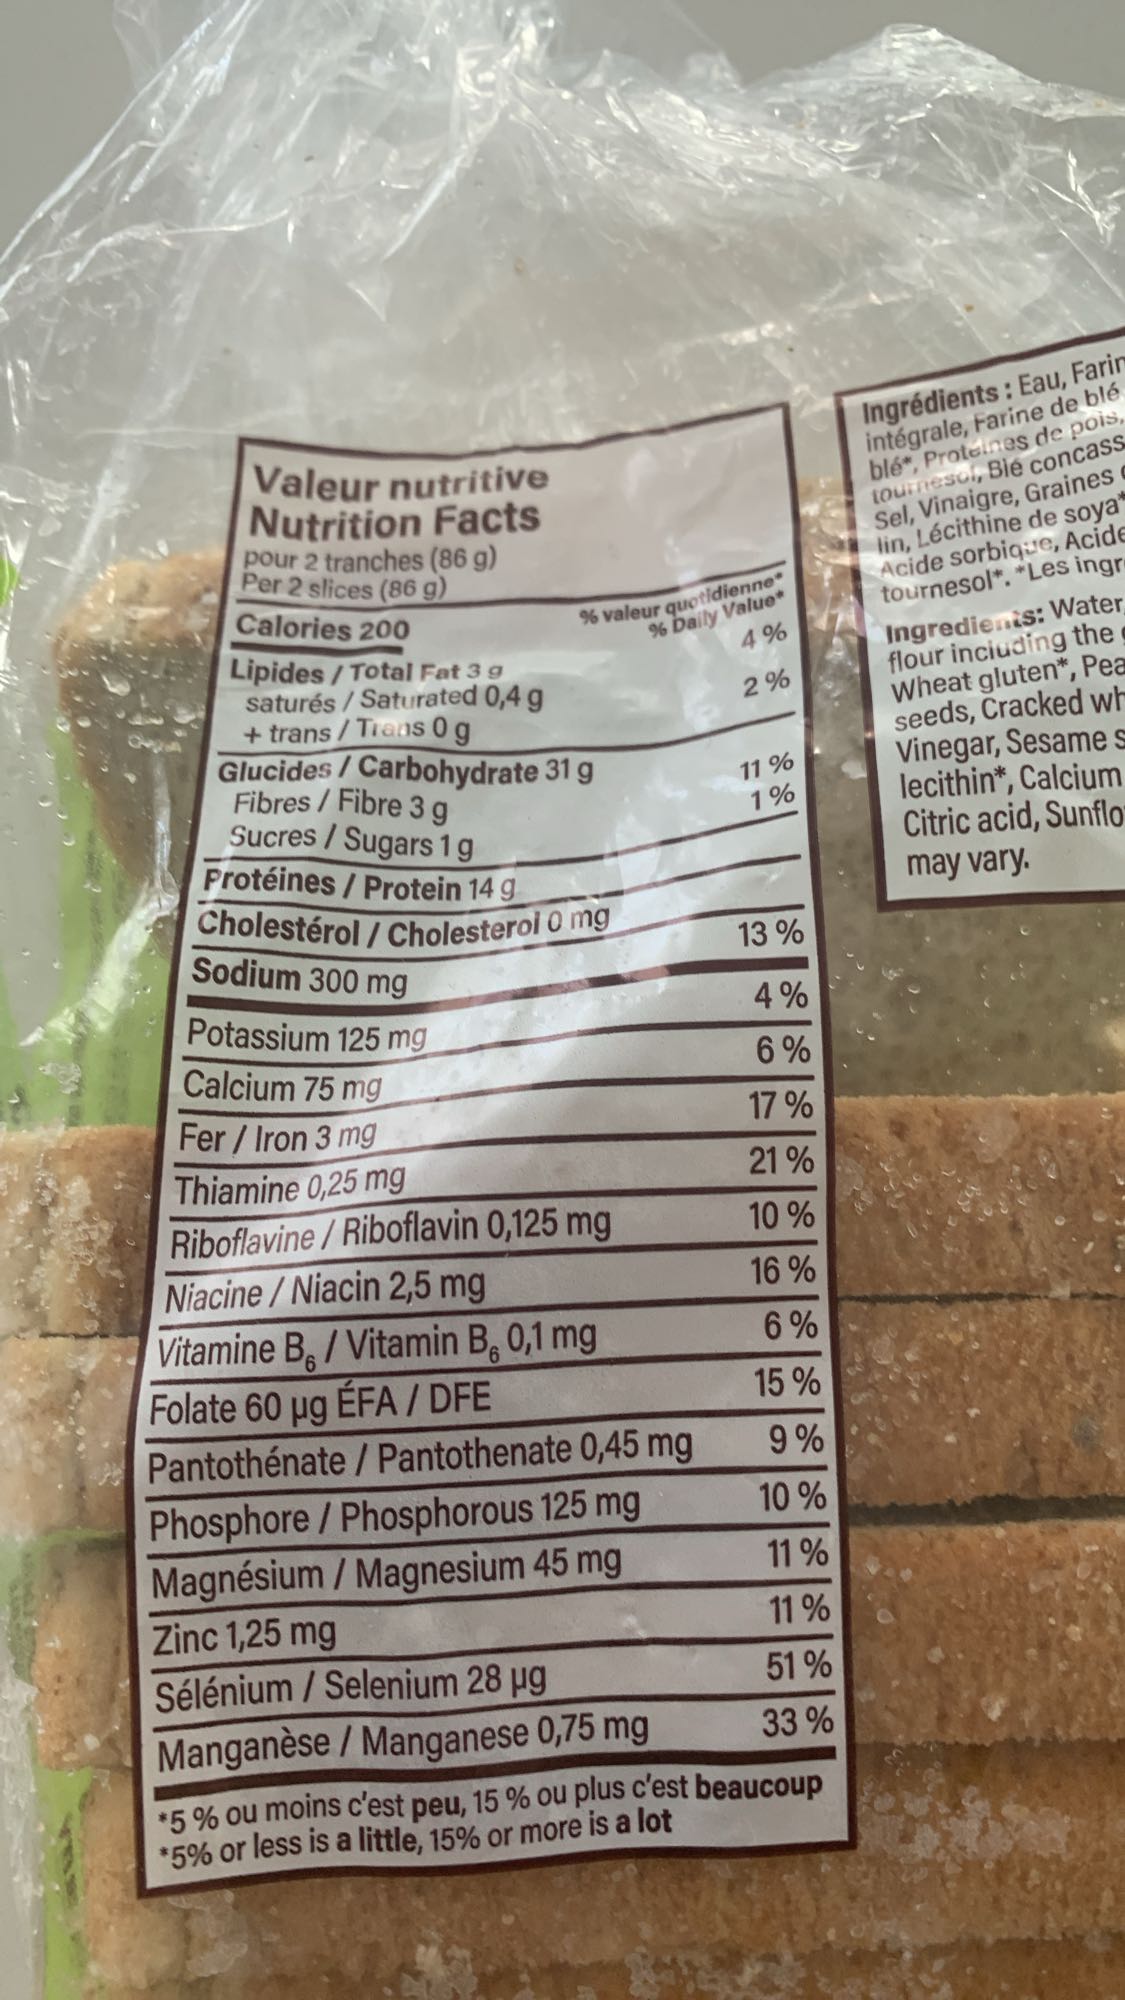 Valeur nutritive
Nutrition Facts
pour 2 tranches (86 g)
Per 2 slices (86 g)
Calories 200
% valeur quotidienne*
% Daily Value*
Lipides / Total Fat 3 g 4 %
saturés / Saturated 0,4 g
+ trans / Trans 0 g 2 %
Glucides / Carbohydrate 31 g
Fibres / Fibre 3 g 11 %
Sucres / Sugars 1 g 1 %
Protéines / Protein 14 g
Cholestérol / Cholesterol 0 mg
Sodium 300 mg 13 %
Potassium 125 mg 4 %
Calcium 75 mg 6 %
Fer / Iron 3 mg 17 %
Thiamine 0,25 mg 21 %
Riboflavine / Riboflavin 0,125 mg 10 %
Niacine / Niacin 2,5 mg 16 %
Vitamine B6 / Vitamin B6 0,1 mg 6 %
Folate 60 µg ÉFA / DFE 15 %
Pantothénate / Pantothenate 0,45 mg 9 %
Phosphore / Phosphorous 125 mg 10 %
Magnésium / Magnesium 45 mg 11 %
Zinc 1,25 mg 11 %
Sélénium / Selenium 28 µg 51 %
Manganèse / Manganese 0,75 mg 33 %
*5 % ou moins c'est peu, 15 % ou plus c'est beaucoup
*5% or less is a little, 15% or more is a lot
Ingrédients : Eau, Farin
intégrale, Farine de blé
blé*, Protéines de pois,
tournesol, Blé concass
Sel, Vinaigre, Graines
lin, Lécithine de soya*
Acide sorbique, Acide
tournesol*. *Les ingr
Ingredients: Water,
flour including the
Wheat gluten*, Pea
seeds, Cracked wh
Vinegar, Sesame s
lecithin*, Calcium
Citric acid, Sunflo
may vary.